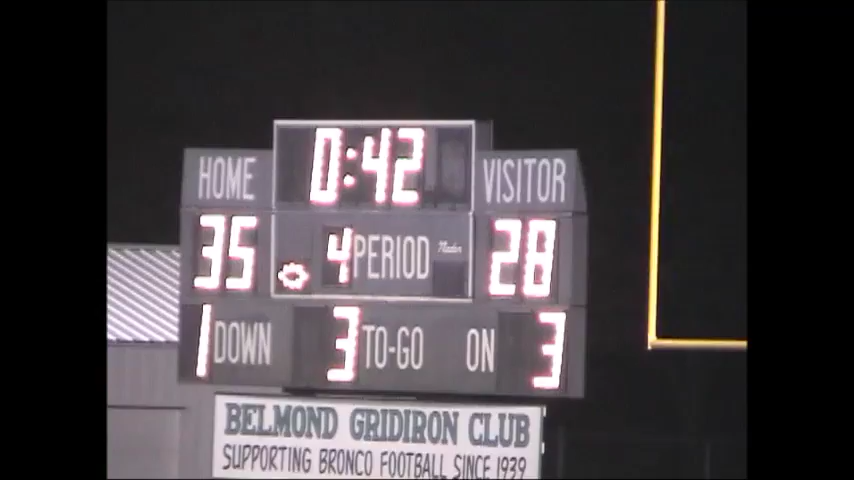 0:42
HOME VISITOR
35 4 PERIOD Nadco 28
1 DOWN 3 TO-GO ON 3
BELMOND GRIDIRON CLUB
SUPPORTING BRONCO FOOTBALL SINCE 1939